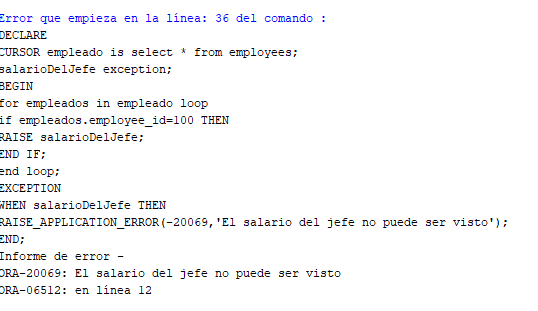 Error que empieza en la línea: 36 del comando :
DECLARE
CURSOR empleado is select * from employees;
salarioDelJefe exception;
BEGIN
for empleados in empleado loop
if empleados.employee_id=100 THEN
RAISE salarioDelJefe;
END IF;
end loop;
EXCEPTION
WHEN salarioDelJefe THEN
RAISE_APPLICATION_ERROR(-20069,'El salario del jefe no puede ser visto');
END;
Informe de error -
ORA-20069: El salario del jefe no puede ser visto
ORA-06512: en línea 12